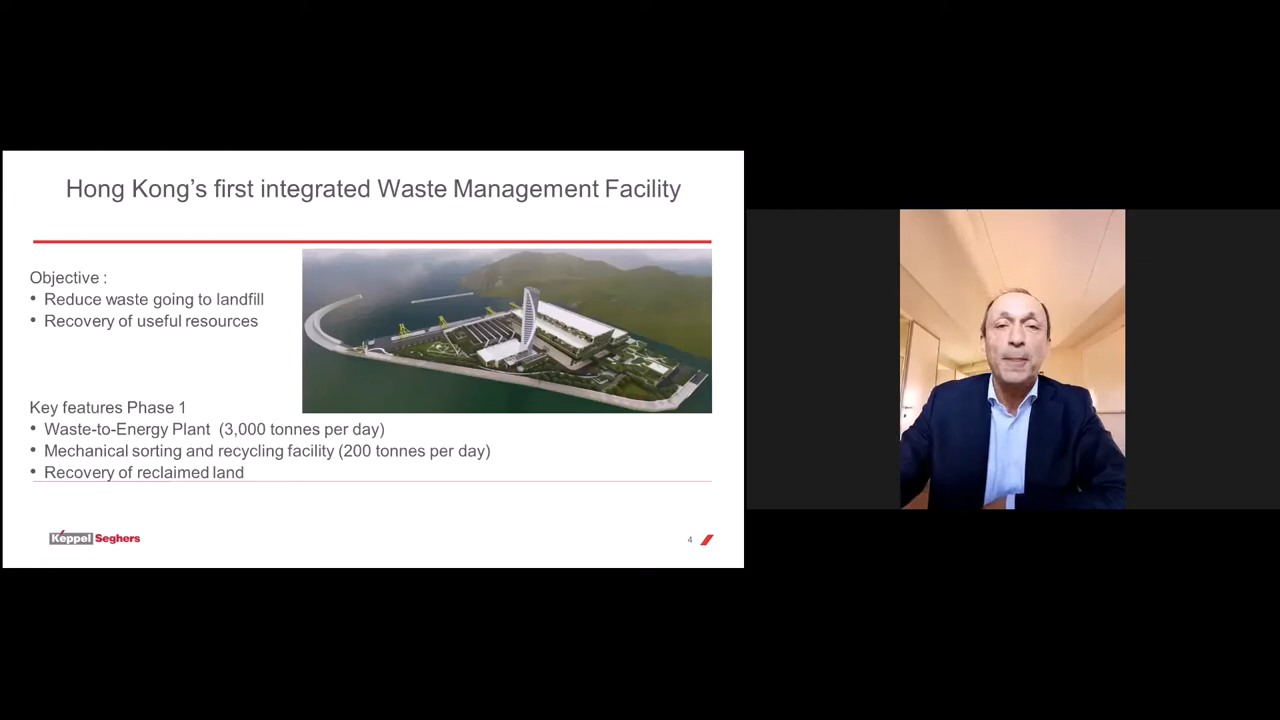 Hong Kong's first integrated Waste Management Facility
Objective :
• Reduce waste going to landfill
• Recovery of useful resources
Key features Phase 1
• Waste-to-Energy Plant (3,000 tonnes per day)
• Mechanical sorting and recycling facility (200 tonnes per day)
• Recovery of reclaimed land
Keppel Seghers
4